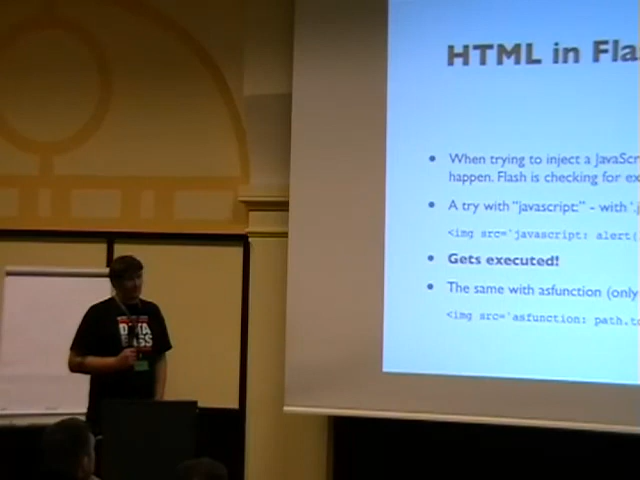 HTML in Fla
When trying to inject a JavaScr
happen. Flash is checking for ex
A try with "javascript:" - with '.j
<img src='javascript: alert(
Gets executed!
The same with asfunction (only
<img src='asfunction: path.to
DATA